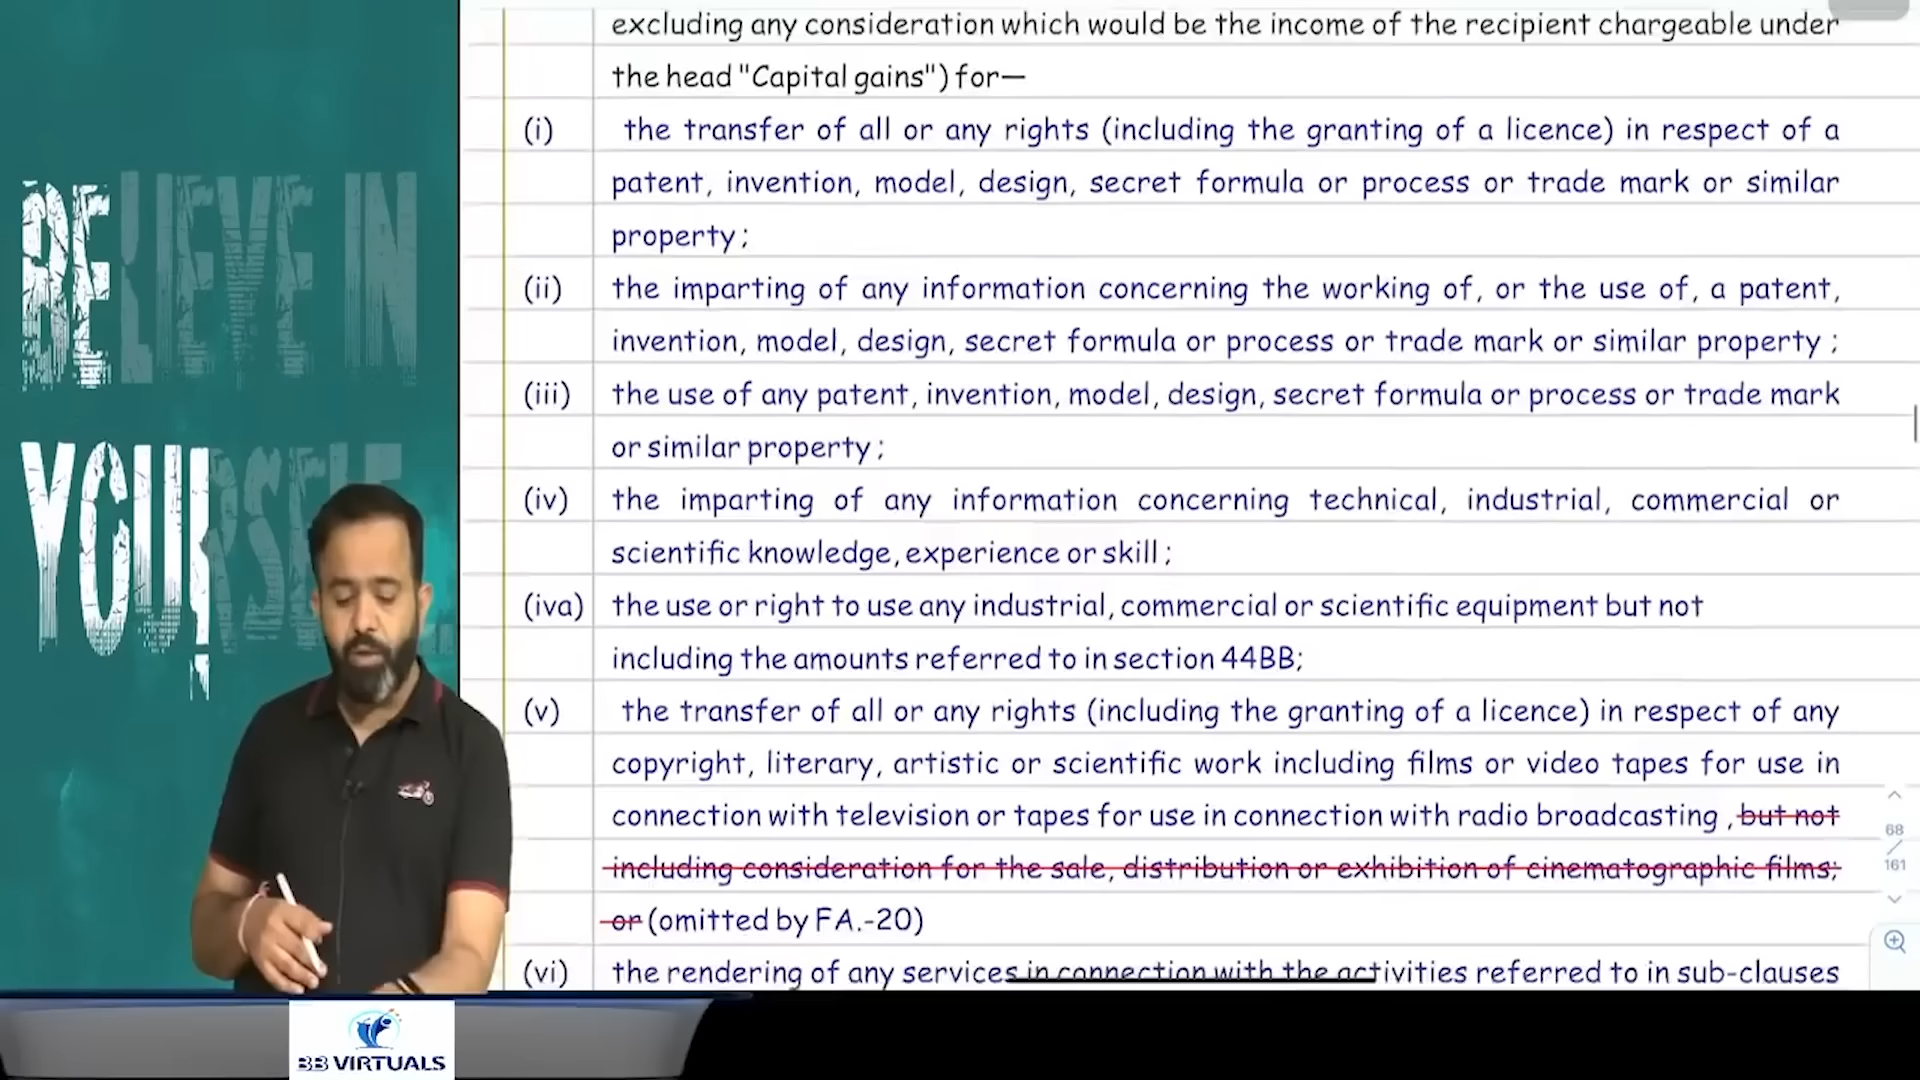 excluding any consideration which would be the income of the recipient chargeable under
the head "Capital gains") for—
(i) the transfer of all or any rights (including the granting of a licence) in respect of a
patent, invention, model, design, secret formula or process or trade mark or similar
property ;
(ii) the imparting of any information concerning the working of, or the use of, a patent,
invention, model, design, secret formula or process or trade mark or similar property ;
(iii) the use of any patent, invention, model, design, secret formula or process or trade mark
or similar property ;
(iv) the imparting of any information concerning technical, industrial, commercial or
scientific knowledge, experience or skill ;
(iva) the use or right to use any industrial, commercial or scientific equipment but not
including the amounts referred to in section 44BB;
(v) the transfer of all or any rights (including the granting of a licence) in respect of any
copyright, literary, artistic or scientific work including films or video tapes for use in
connection with television or tapes for use in connection with radio broadcasting , but not
including consideration for the sale, distribution or exhibition of cinematographic films;
or (omitted by FA.-20)
(vi) the rendering of any services in connection with the activities referred to in sub-clauses
68
/
161
BELIEVE IN
YOURSELF
BB VIRTUALS